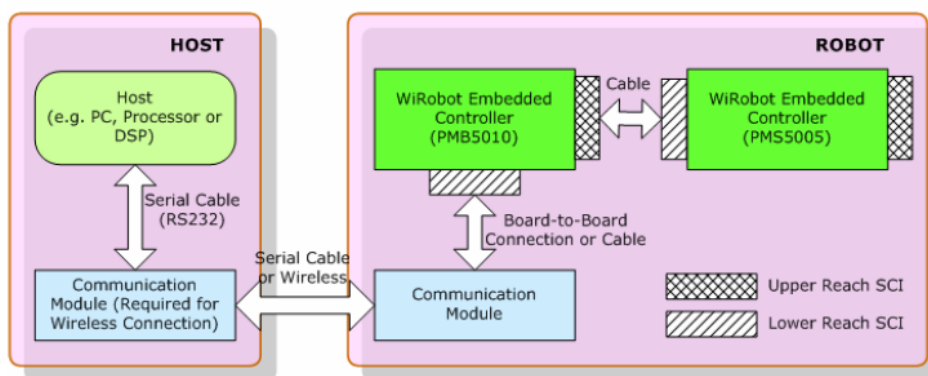 HOST
Host
(e.g. PC, Processor or
DSP)
Serial Cable
(RS232)
Communication
Module (Required for
Wireless Connection)
Serial Cable
or Wireless
ROBOT
WiRobot Embedded
Controller
(PMB5010)
Cable
WiRobot Embedded
Controller
(PMS5005)
Board-to-Board
Connection or Cable
Communication
Module
Upper Reach SCI
Lower Reach SCI